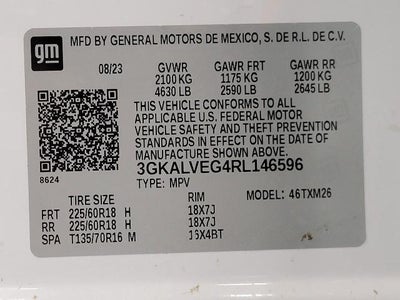 gm
MFD BY GENERAL MOTORS DE MEXICO, S. DE R.L. DE C.V.
08/23 GVWR GAWR FRT GAWR RR
2100 KG 1175 KG 1200 KG
4630 LB 2590 LB 2645 LB
THIS VEHICLE CONFORMS TO ALL
APPLICABLE U.S. FEDERAL MOTOR
VEHICLE SAFETY AND THEFT PREVENTION
STANDARDS IN EFFECT ON THE DATE OF
MANUFACTURE SHOWN ABOVE.
3GKALVEG4RL146596
8624
TYPE: MPV
TIRE SIZE RIM MODEL: 46TXM26
FRT 225/60R18 H 18X7J
RR 225/60R18 H 18X7J
SPA T135/70R16 M 16X4BT